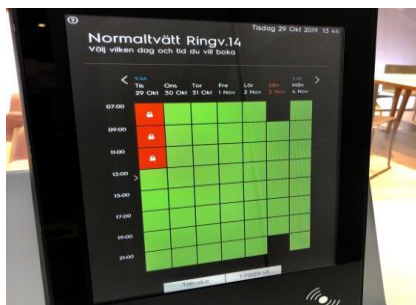 Tisdag 29 Okt 2019 13 44
Normaltvätt Ringv.14
Välj vilken dag och tid du vill boka
V.44
Tis Ons Tor Fre Lör Sön Mån
29 Okt 30 Okt 31 Okt 1 Nov 2 Nov 3 Nov 4 Nov
07:00
09:00
11:00
13:00
15:00
17:00
19:00
21:00
Tillbaka Logga ut